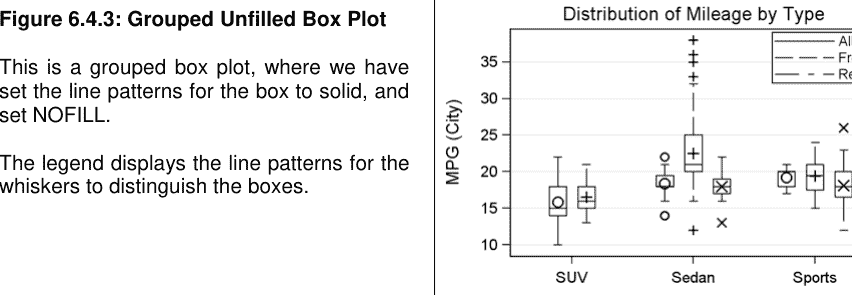 Figure 6.4.3: Grouped Unfilled Box Plot
This is a grouped box plot, where we have
set the line patterns for the box to solid, and
set NOFILL.
The legend displays the line patterns for the
whiskers to distinguish the boxes.
Distribution of Mileage by Type
All
Fr
Re
MPG (City)
35
30
25
20
15
10
SUV
Sedan
Sports